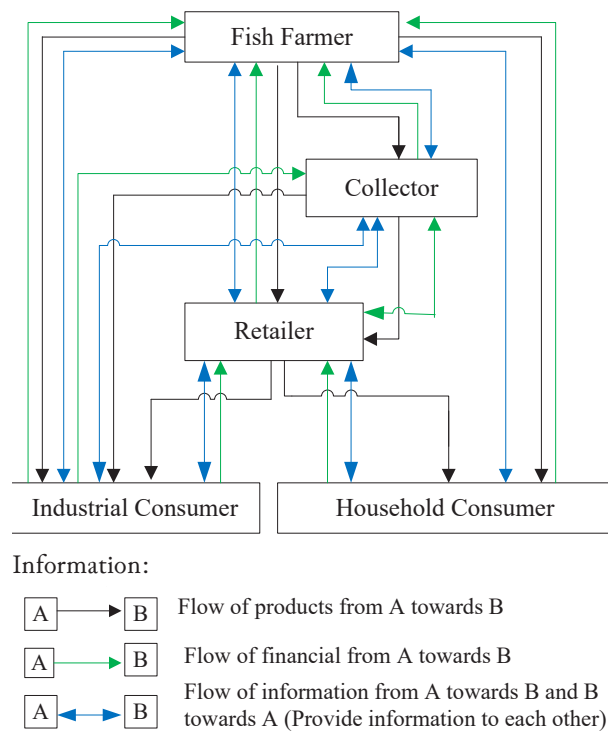 Fish Farmer
Collector
Retailer
Industrial Consumer
Household Consumer
Information:
A B Flow of products from A towards B
A B Flow of financial from A towards B
A B Flow of information from A towards B and B
towards A (Provide information to each other)